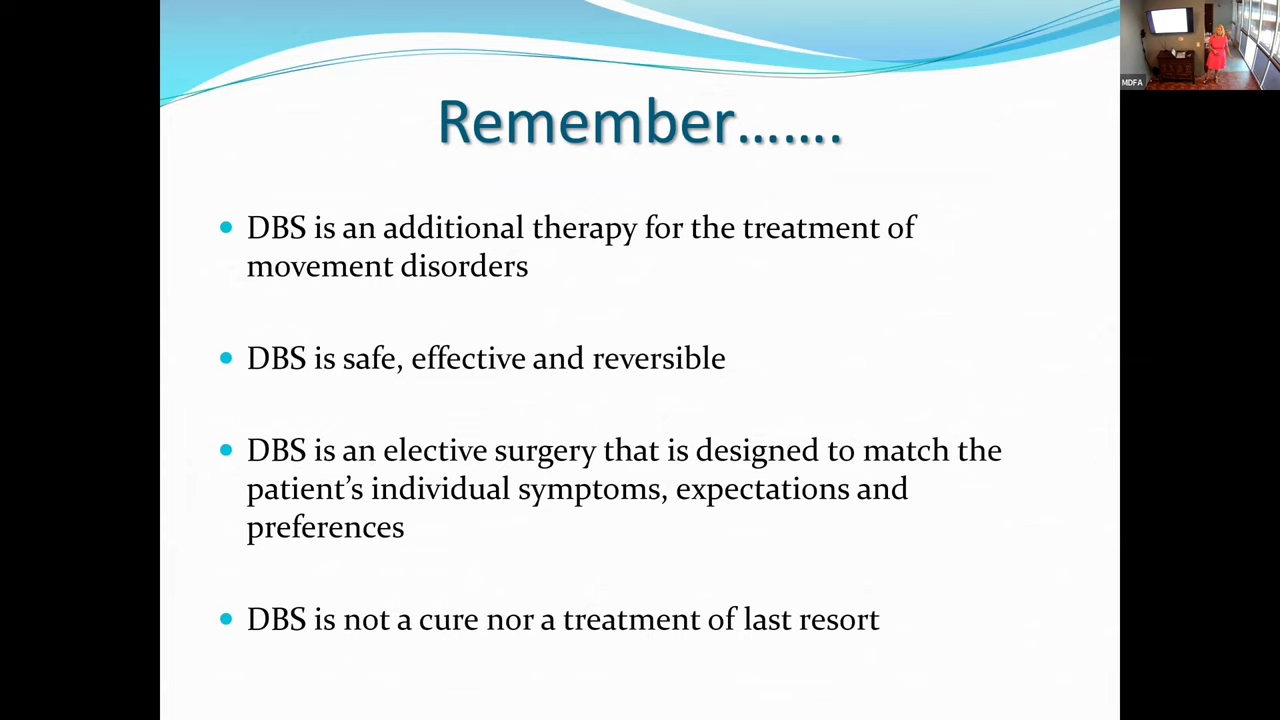 Remember…….
DBS is an additional therapy for the treatment of
movement disorders
DBS is safe, effective and reversible
DBS is an elective surgery that is designed to match the
patient’s individual symptoms, expectations and
preferences
DBS is not a cure nor a treatment of last resort
MDFA